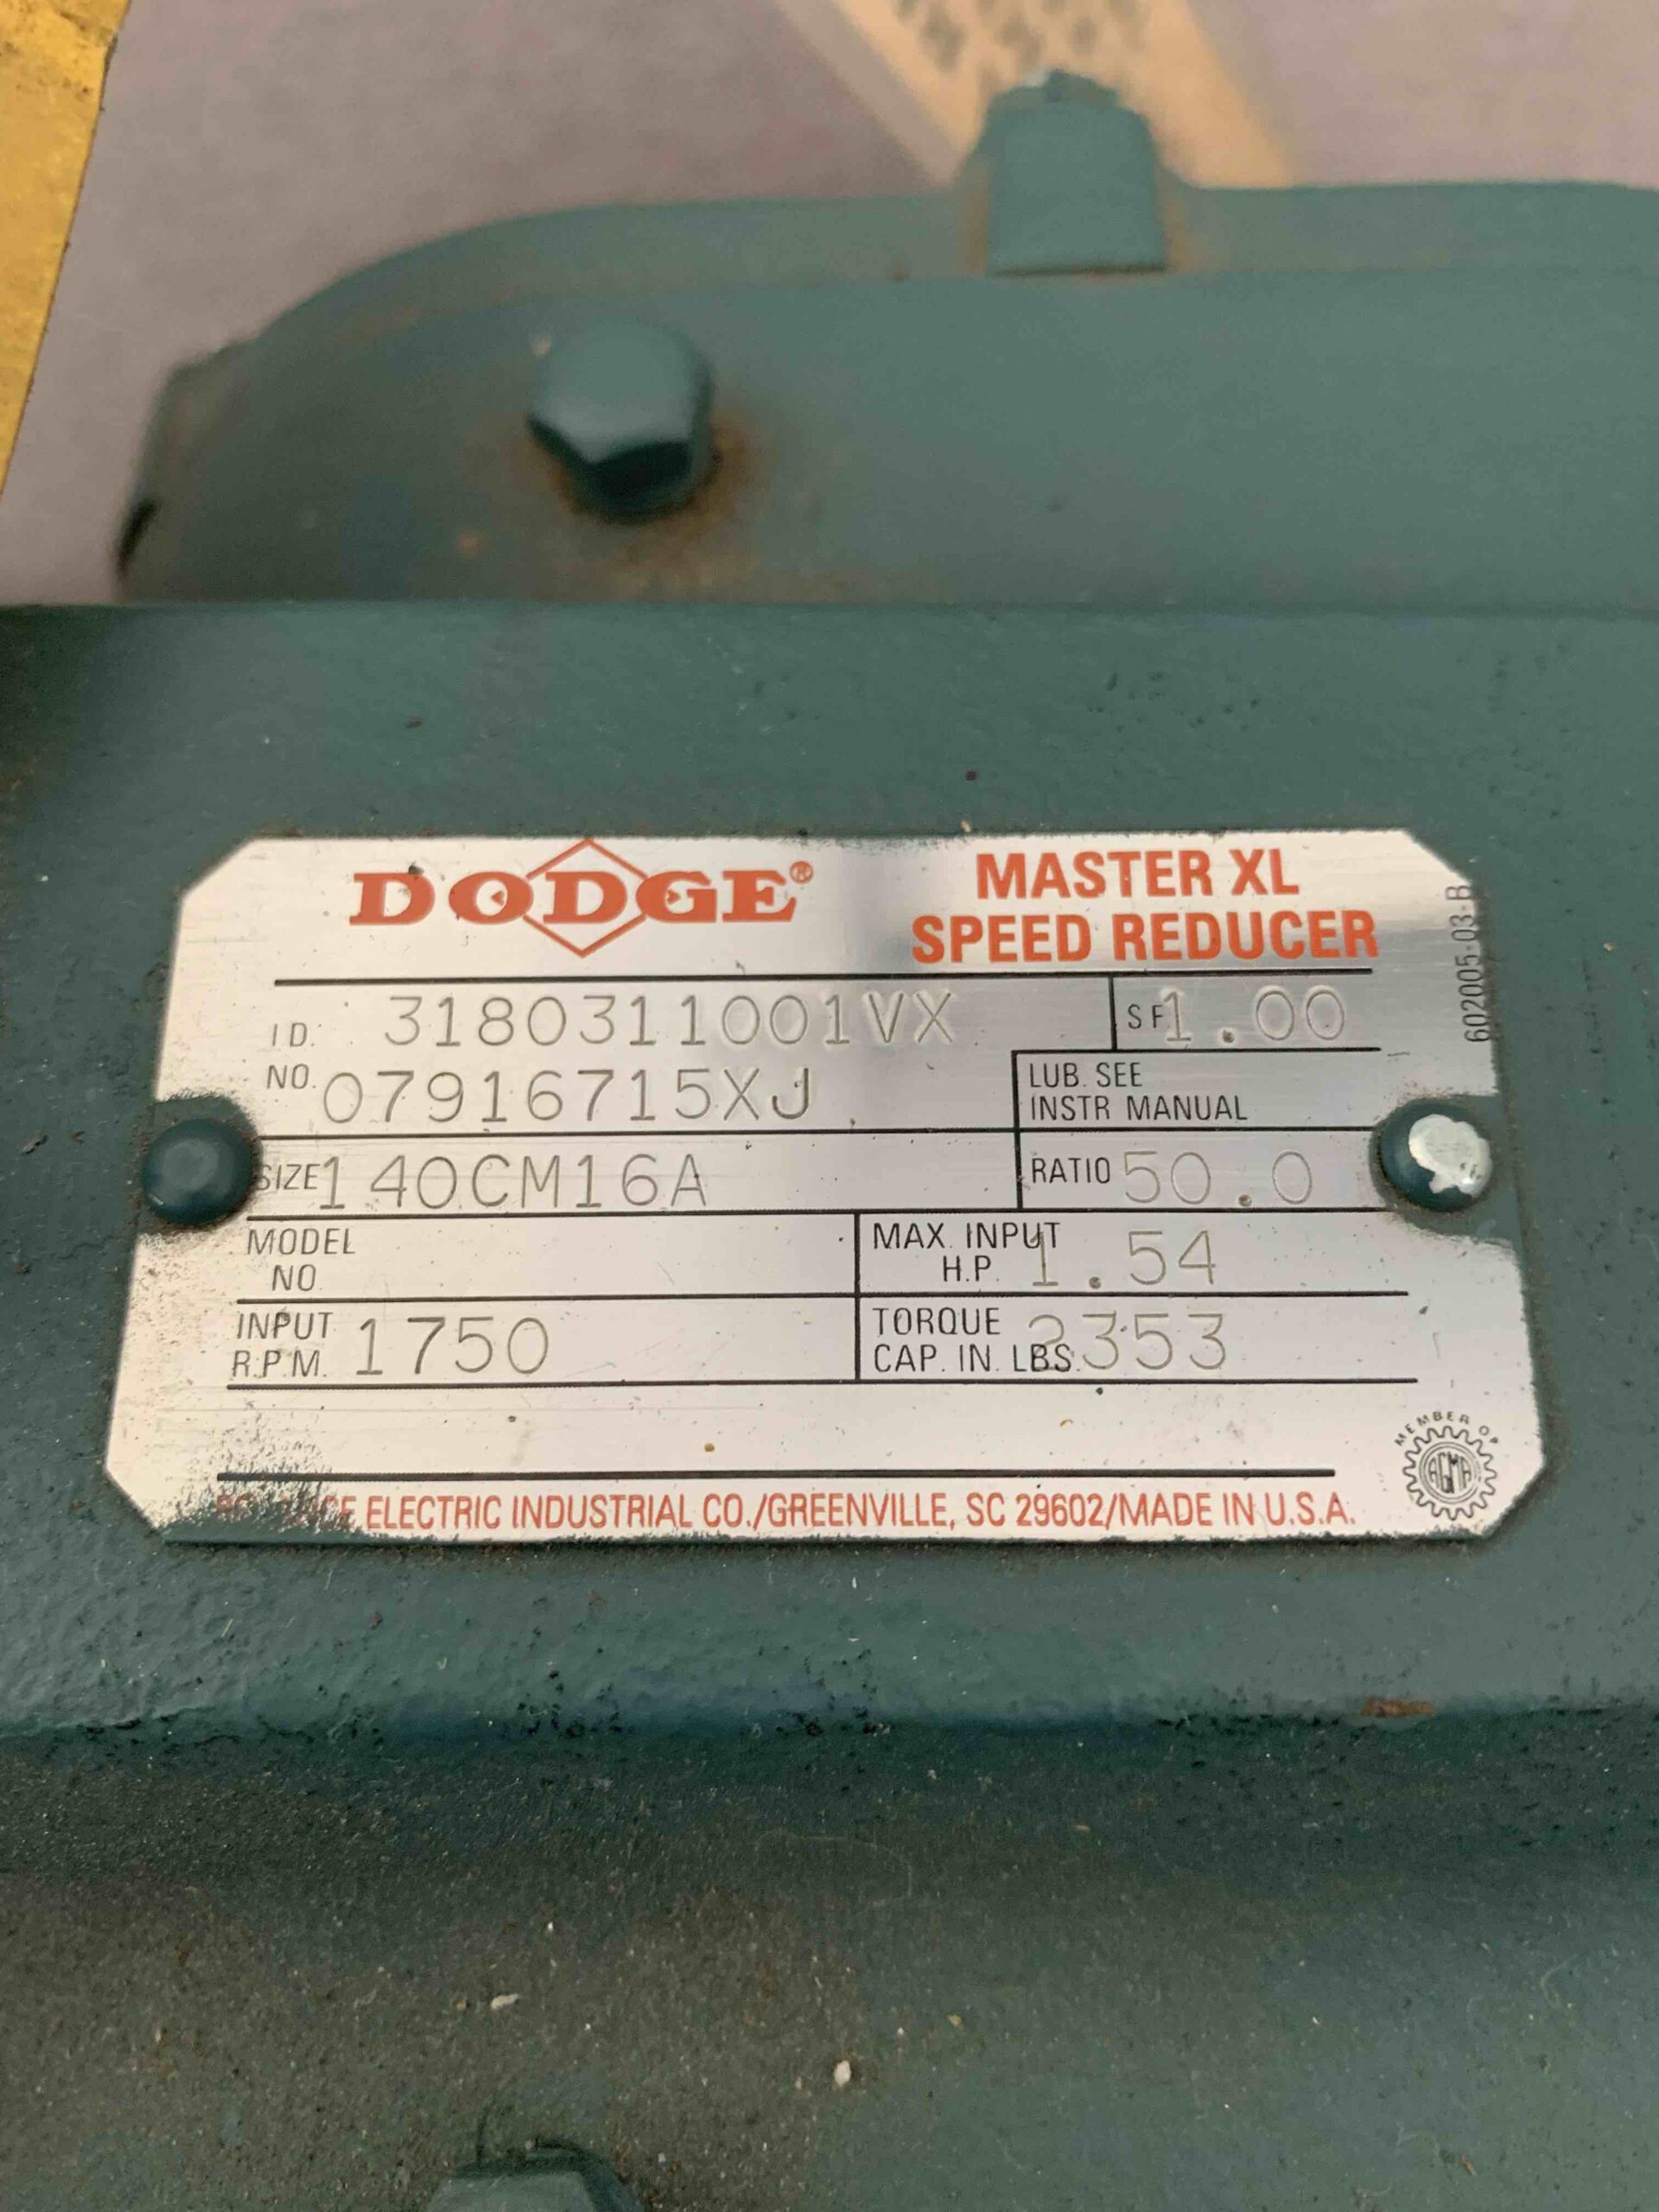 DODGE®
MASTER XL
SPEED REDUCER
602005-03-B
I.D. 3180311001VX
NO. 07916715XJ
SF 1.00
LUB. SEE
INSTR MANUAL
SIZE 140CM16A
RATIO 50.0
MODEL
NO.
MAX. INPUT
H.P. 1.54
INPUT
R.P.M. 1750
TORQUE
CAP. IN. LBS. 2353
MEMBER OF
AGMA
ELECTRIC INDUSTRIAL CO./GREENVILLE, SC 29602/MADE IN U.S.A.